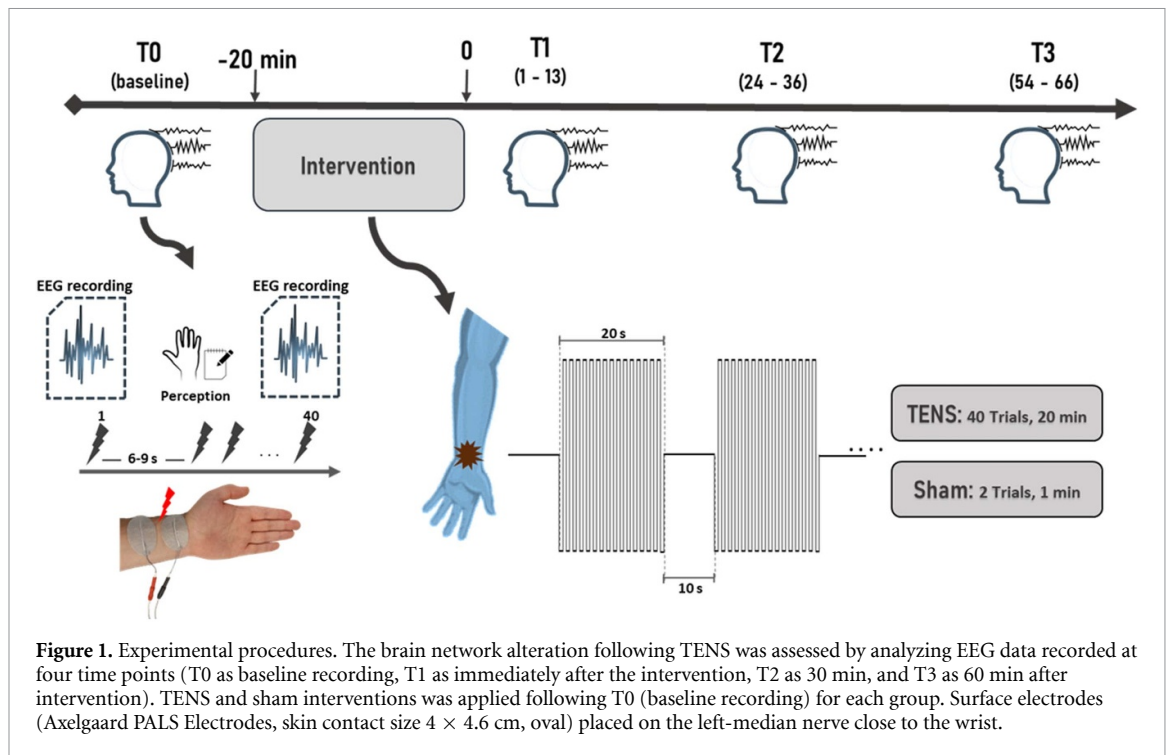 T0
(baseline)
-20 min
0
T1
(1 - 13)
T2
(24 - 36)
T3
(54 - 66)
Intervention
EEG recording
EEG recording
Perception
1
40
6-9 s
...
20 s
10 s
....
TENS: 40 Trials, 20 min
Sham: 2 Trials, 1 min
Figure 1. Experimental procedures. The brain network alteration following TENS was assessed by analyzing EEG data recorded at
four time points (T0 as baseline recording, T1 as immediately after the intervention, T2 as 30 min, and T3 as 60 min after
intervention). TENS and sham interventions was applied following T0 (baseline recording) for each group. Surface electrodes
(Axelgaard PALS Electrodes, skin contact size 4 × 4.6 cm, oval) placed on the left-median nerve close to the wrist.